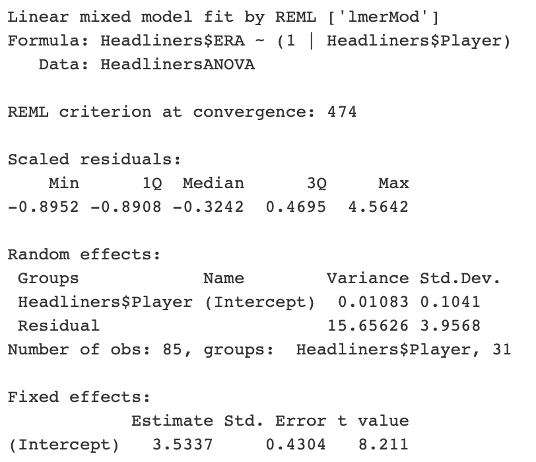 Linear mixed model fit by REML ['lmerMod']
Formula: Headliners$ERA ~ (1 | Headliners$Player)
   Data: HeadlinersANOVA

REML criterion at convergence: 474

Scaled residuals:
    Min      1Q  Median      3Q     Max
-0.8952 -0.8908 -0.3242  0.4695  4.5642

Random effects:
 Groups            Name        Variance Std.Dev.
 Headliners$Player (Intercept)  0.01083 0.1041
 Residual                      15.65626 3.9568
Number of obs: 85, groups:  Headliners$Player, 31

Fixed effects:
            Estimate Std. Error t value
(Intercept)   3.5337     0.4304   8.211